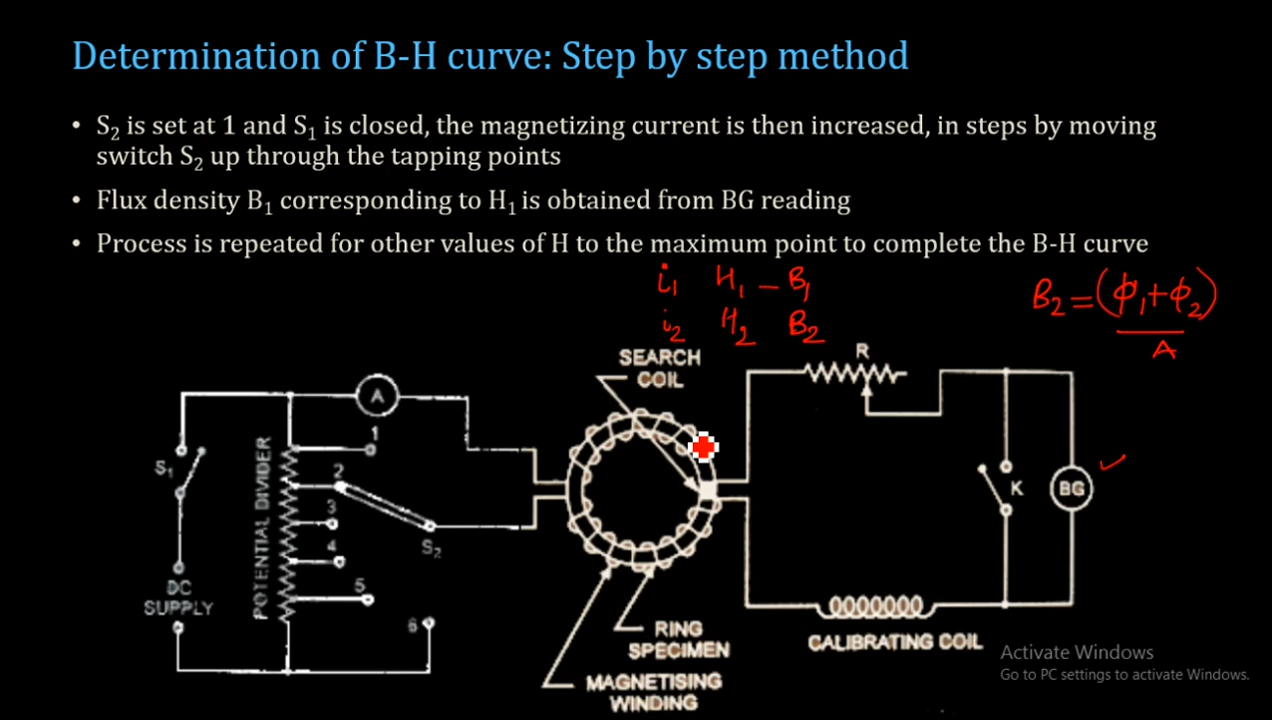 Determination of B-H curve: Step by step method
• S₂ is set at 1 and S₁ is closed, the magnetizing current is then increased, in steps by moving
switch S₂ up through the tapping points
• Flux density B₁ corresponding to H₁ is obtained from BG reading
• Process is repeated for other values of H to the maximum point to complete the B-H curve
i₁ H₁ – B₁
i₂ H₂ B₂
B₂ = (ϕ₁+ϕ₂)
A
SEARCH
COIL
R
A
1
S₁
2
3
4
5
6
S₂
POTENTIAL DIVIDER
DC
SUPPLY
K
BG
RING
SPECIMEN
MAGNETISING
WINDING
CALIBRATING COIL
Activate Windows
Go to PC settings to activate Windows.